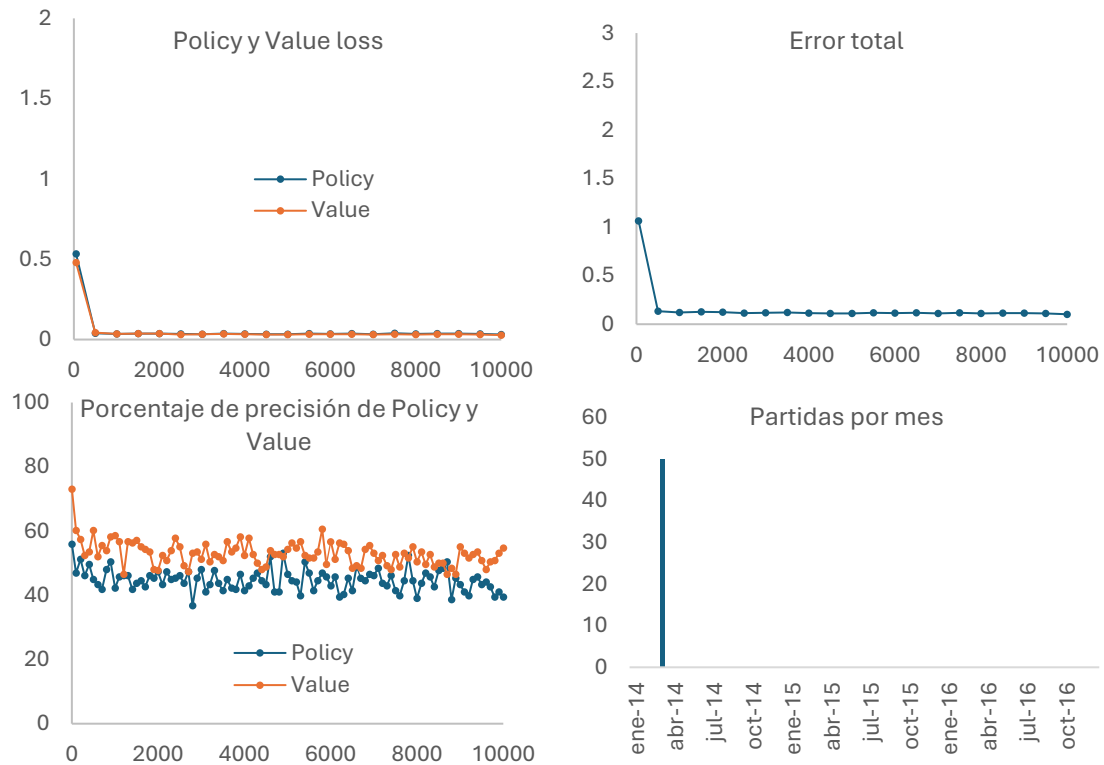 Policy y Value loss
2
1.5
1
0.5
0
Policy
Value
0 2000 4000 6000 8000 10000
Error total
3
2.5
2
1.5
1
0.5
0
0 2000 4000 6000 8000 10000
Porcentaje de precisión de Policy y
Value
100
80
60
40
20
0
Policy
Value
0 2000 4000 6000 8000 10000
Partidas por mes
60
50
40
30
20
10
0
ene-14
abr-14
jul-14
oct-14
ene-15
abr-15
jul-15
oct-15
ene-16
abr-16
jul-16
oct-16